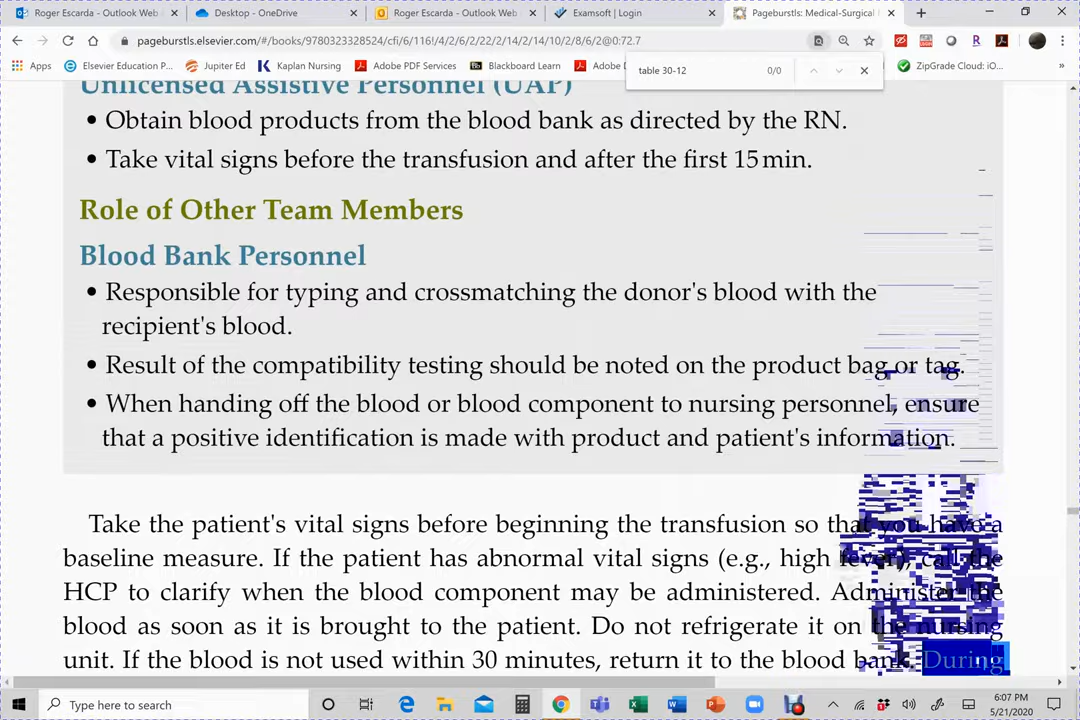 Roger Escarda - Outlook Web
Desktop - OneDrive
Roger Escarda - Outlook Web
Examsoft | Login
Pageburstls: Medical-Surgical
pageburstls.elsevier.com/#/books/9780323328524/cfi/6/116!/4/2/6/2/22/2/14/2/14/10/2/8/6/2@0:72.7
Apps
Elsevier Education P...
Jupiter Ed
Kaplan Nursing
Adobe PDF Services
Blackboard Learn
Adobe D
table 30-12
0/0
ZipGrade Cloud: iO...
»
Unlicensed Assistive Personnel (UAP)
• Obtain blood products from the blood bank as directed by the RN.
• Take vital signs before the transfusion and after the first 15 min.
Role of Other Team Members
Blood Bank Personnel
• Responsible for typing and crossmatching the donor's blood with the
recipient's blood.
• Result of the compatibility testing should be noted on the product bag or tag.
• When handing off the blood or blood component to nursing personnel, ensure
that a positive identification is made with product and patient's information.
Take the patient's vital signs before beginning the transfusion so that you have a
baseline measure. If the patient has abnormal vital signs (e.g., high fever), call the
HCP to clarify when the blood component may be administered. Administer the
blood as soon as it is brought to the patient. Do not refrigerate it on the nursing
unit. If the blood is not used within 30 minutes, return it to the blood bank. During
Type here to search
6:07 PM
5/21/2020